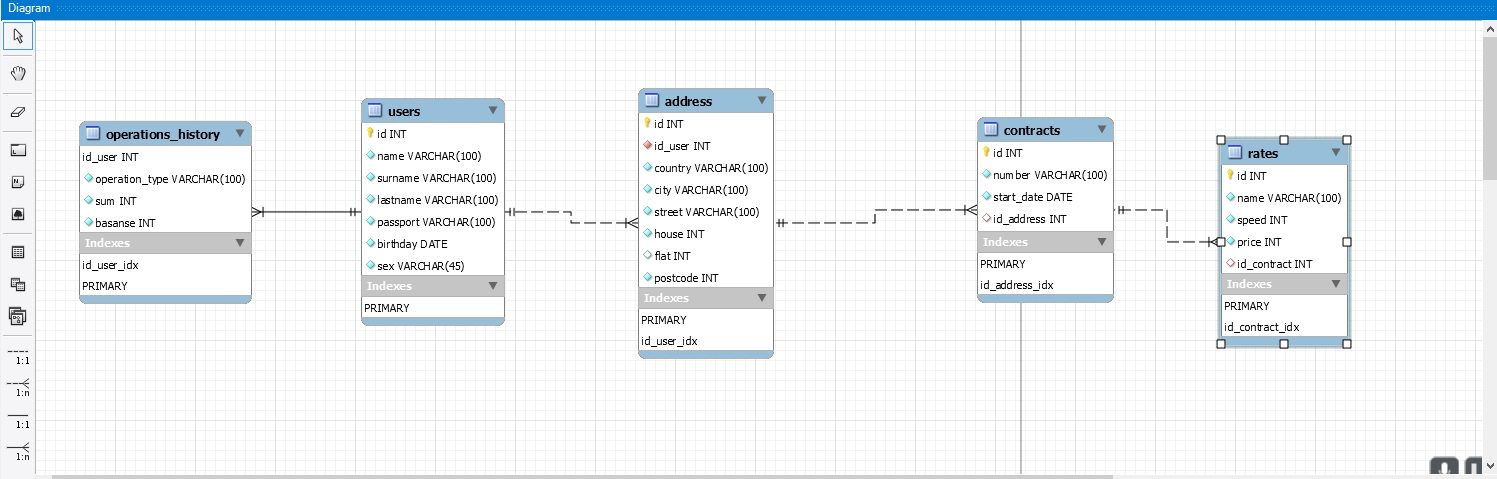 Diagram
operations_history
id_user INT
operation_type VARCHAR(100)
sum INT
basanse INT
Indexes
id_user_idx
PRIMARY
users
id INT
name VARCHAR(100)
surname VARCHAR(100)
lastname VARCHAR(100)
passport VARCHAR(100)
birthday DATE
sex VARCHAR(45)
Indexes
PRIMARY
address
id INT
id_user INT
country VARCHAR(100)
city VARCHAR(100)
street VARCHAR(100)
house INT
flat INT
postcode INT
Indexes
PRIMARY
id_user_idx
contracts
id INT
number VARCHAR(100)
start_date DATE
id_address INT
Indexes
PRIMARY
id_address_idx
rates
id INT
name VARCHAR(100)
speed INT
price INT
id_contract INT
Indexes
PRIMARY
id_contract_idx
1:1
1:n
1:1
1:n